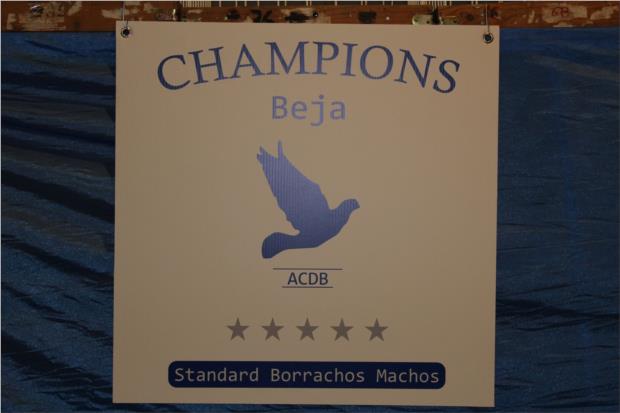 CHAMPIONS
Beja
ACDB
Standard Borrachos Machos